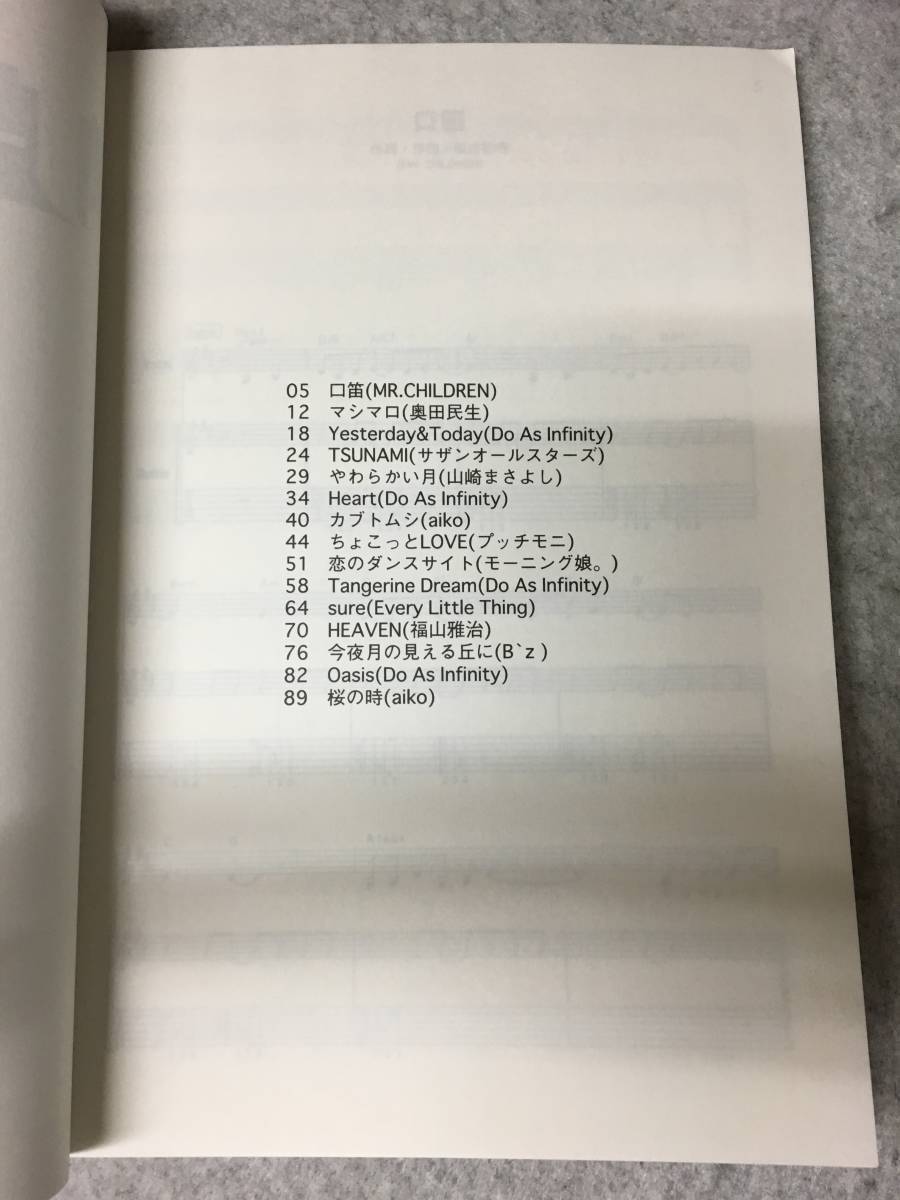 05 口笛(MR.CHILDREN)
12 マシマロ(奥田民生)
18 Yesterday&Today(Do As Infinity)
24 TSUNAMI(サザンオールスターズ)
29 やわらかい月(山崎まさよし)
34 Heart(Do As Infinity)
40 カブトムシ(aiko)
44 ちょこっとLOVE(プッチモニ)
51 恋のダンスサイト(モーニング娘。)
58 Tangerine Dream(Do As Infinity)
64 sure(Every Little Thing)
70 HEAVEN(福山雅治)
76 今夜月の見える丘に(B`z )
82 Oasis(Do As Infinity)
89 桜の時(aiko)